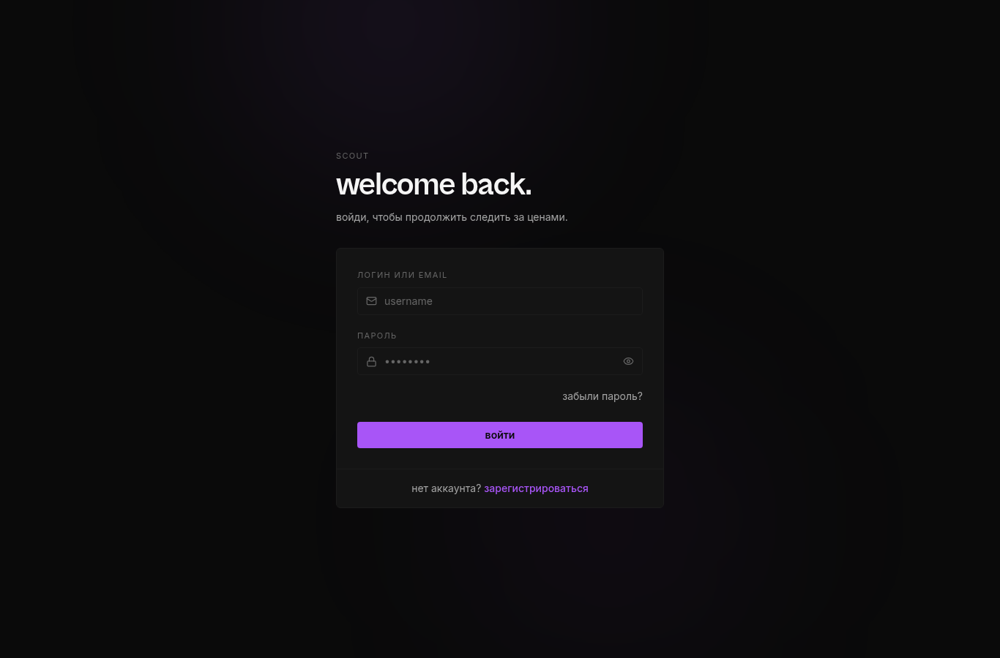 SCOUT
welcome back.
войди, чтобы продолжить следить за ценами.
ЛОГИН ИЛИ EMAIL
username
ПАРОЛЬ
••••••••
забыли пароль?
войти
нет аккаунта? зарегистрироваться